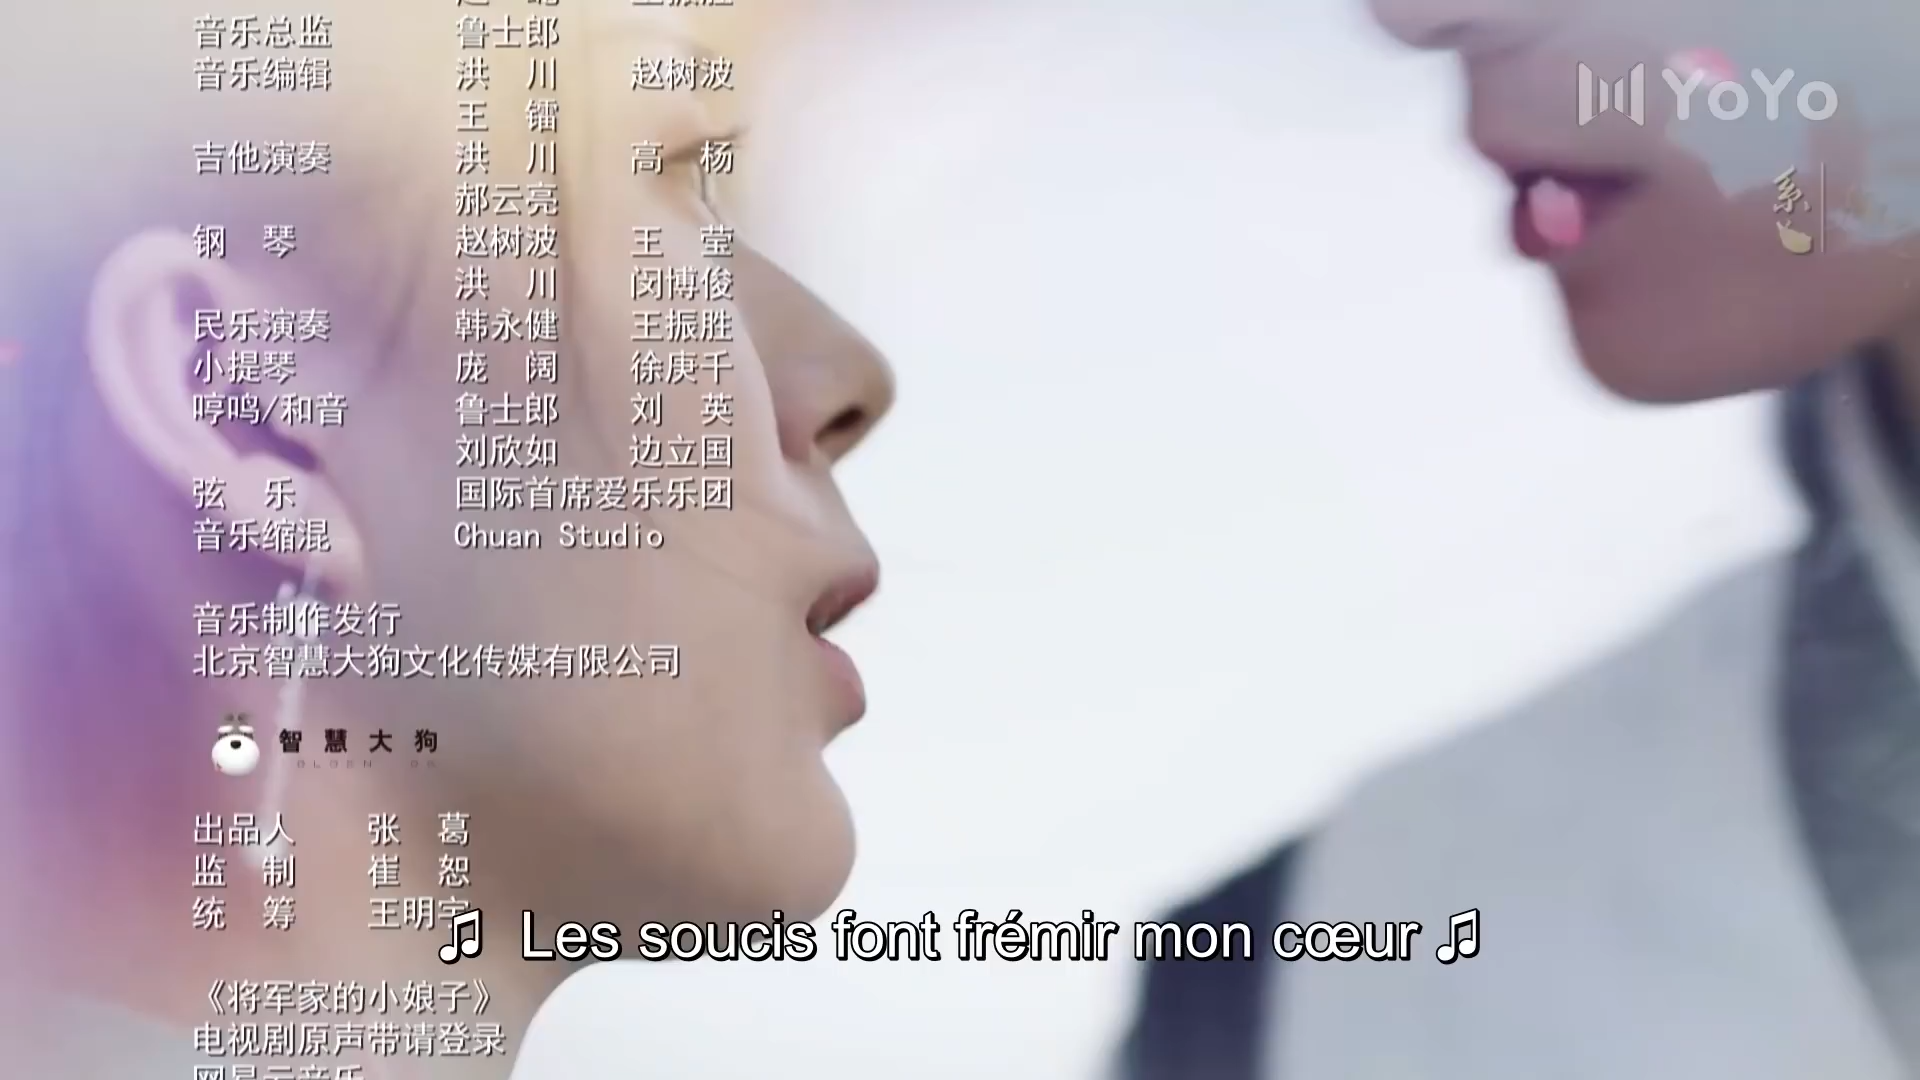 音乐总监 鲁士郎
音乐编辑 洪 川 赵树波
王 镭
吉他演奏 洪 川 高 杨
郝云亮
钢 琴 赵树波 王 莹
洪 川 闵博俊
民乐演奏 韩永健 王振胜
小提琴 庞 阔 徐庚千
哼鸣/和音 鲁士郎 刘 英
刘欣如 边立国
弦 乐 国际首席爱乐乐团
音乐缩混 Chuan Studio
音乐制作发行
北京智慧大狗文化传媒有限公司
智慧大狗
出品人 张 葛
监 制 崔 恕
统 筹 王明宇
♫ Les soucis font frémir mon cœur ♫
《将军家的小娘子》
电视剧原声带请登录
YoYo